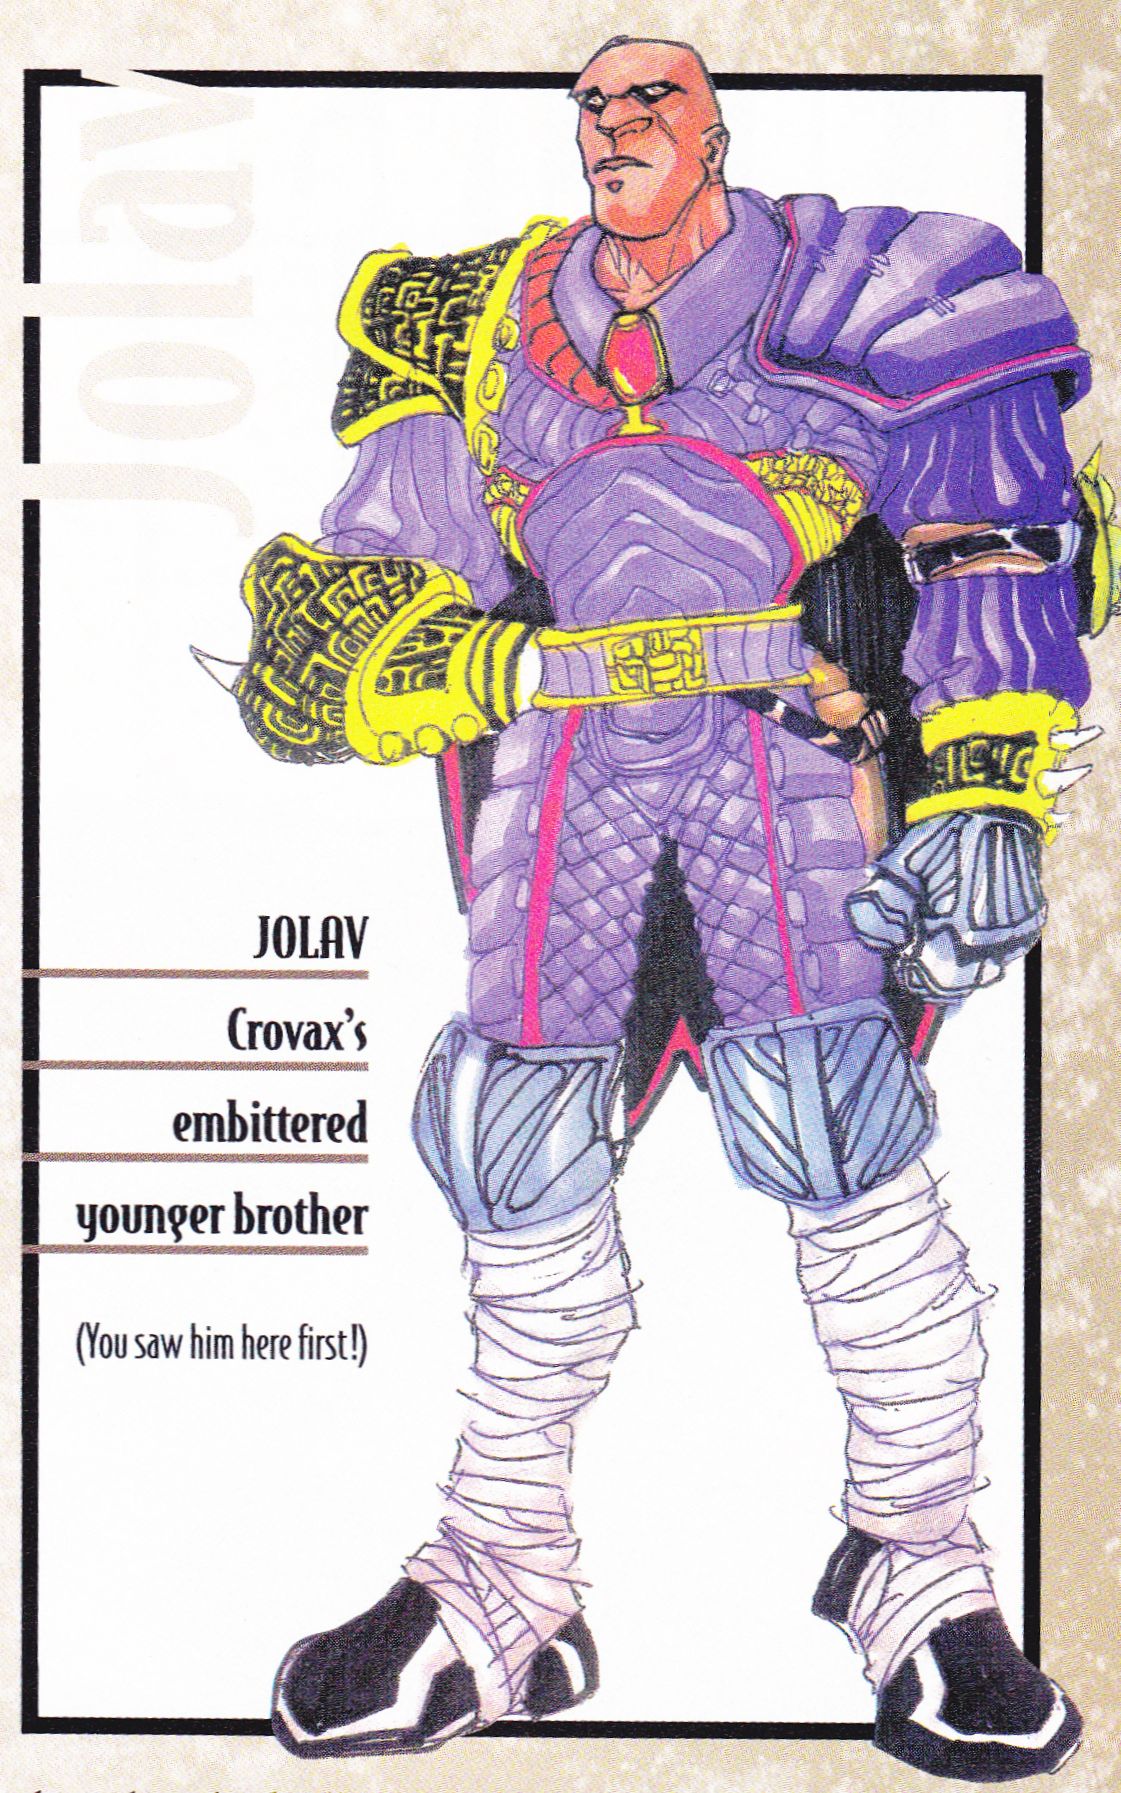 Jolav
JOLAV
Crovax's
embittered
younger brother
(You saw him here first!)